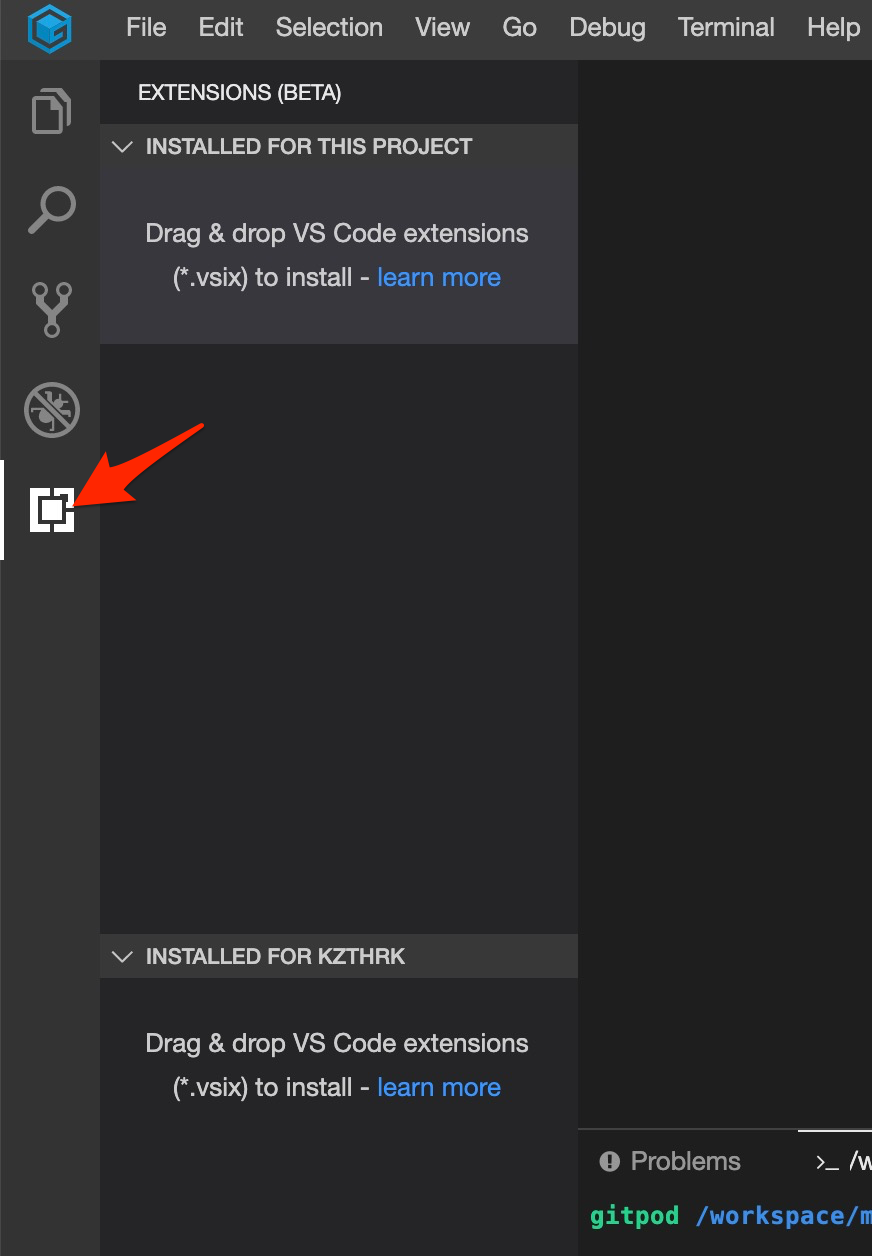 File Edit Selection View Go Debug Terminal Help
EXTENSIONS (BETA)
INSTALLED FOR THIS PROJECT
Drag & drop VS Code extensions
(*.vsix) to install - learn more
INSTALLED FOR KZTHRK
Drag & drop VS Code extensions
(*.vsix) to install - learn more
Problems >_ /w
gitpod /workspace/m